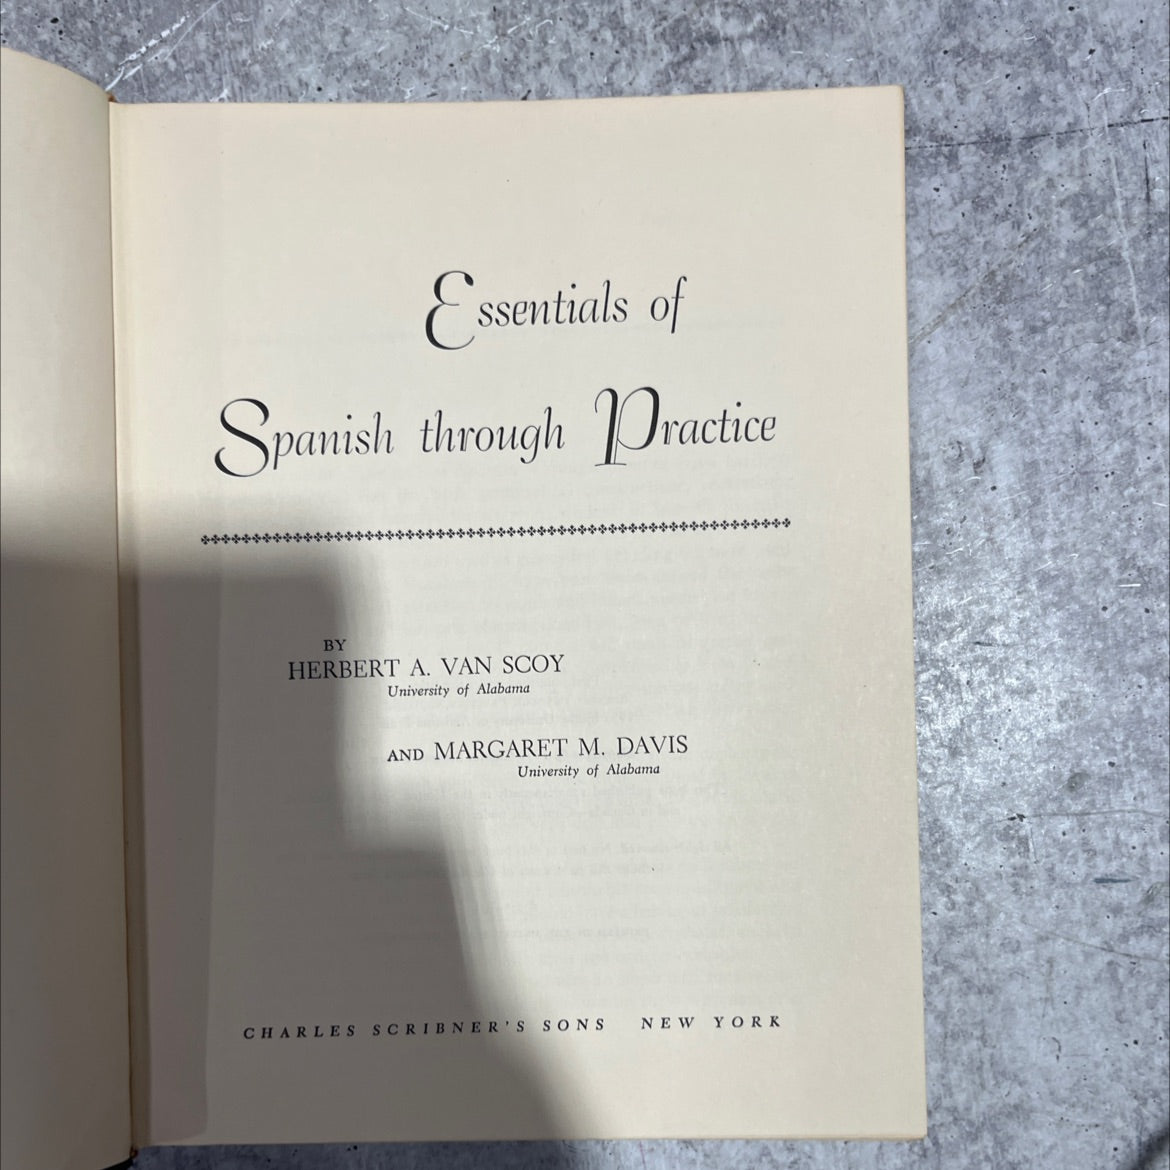 Essentials of
Spanish through Practice
BY
HERBERT A. VAN SCOY
University of Alabama
AND MARGARET M. DAVIS
University of Alabama
CHARLES SCRIBNER'S SONS NEW YORK